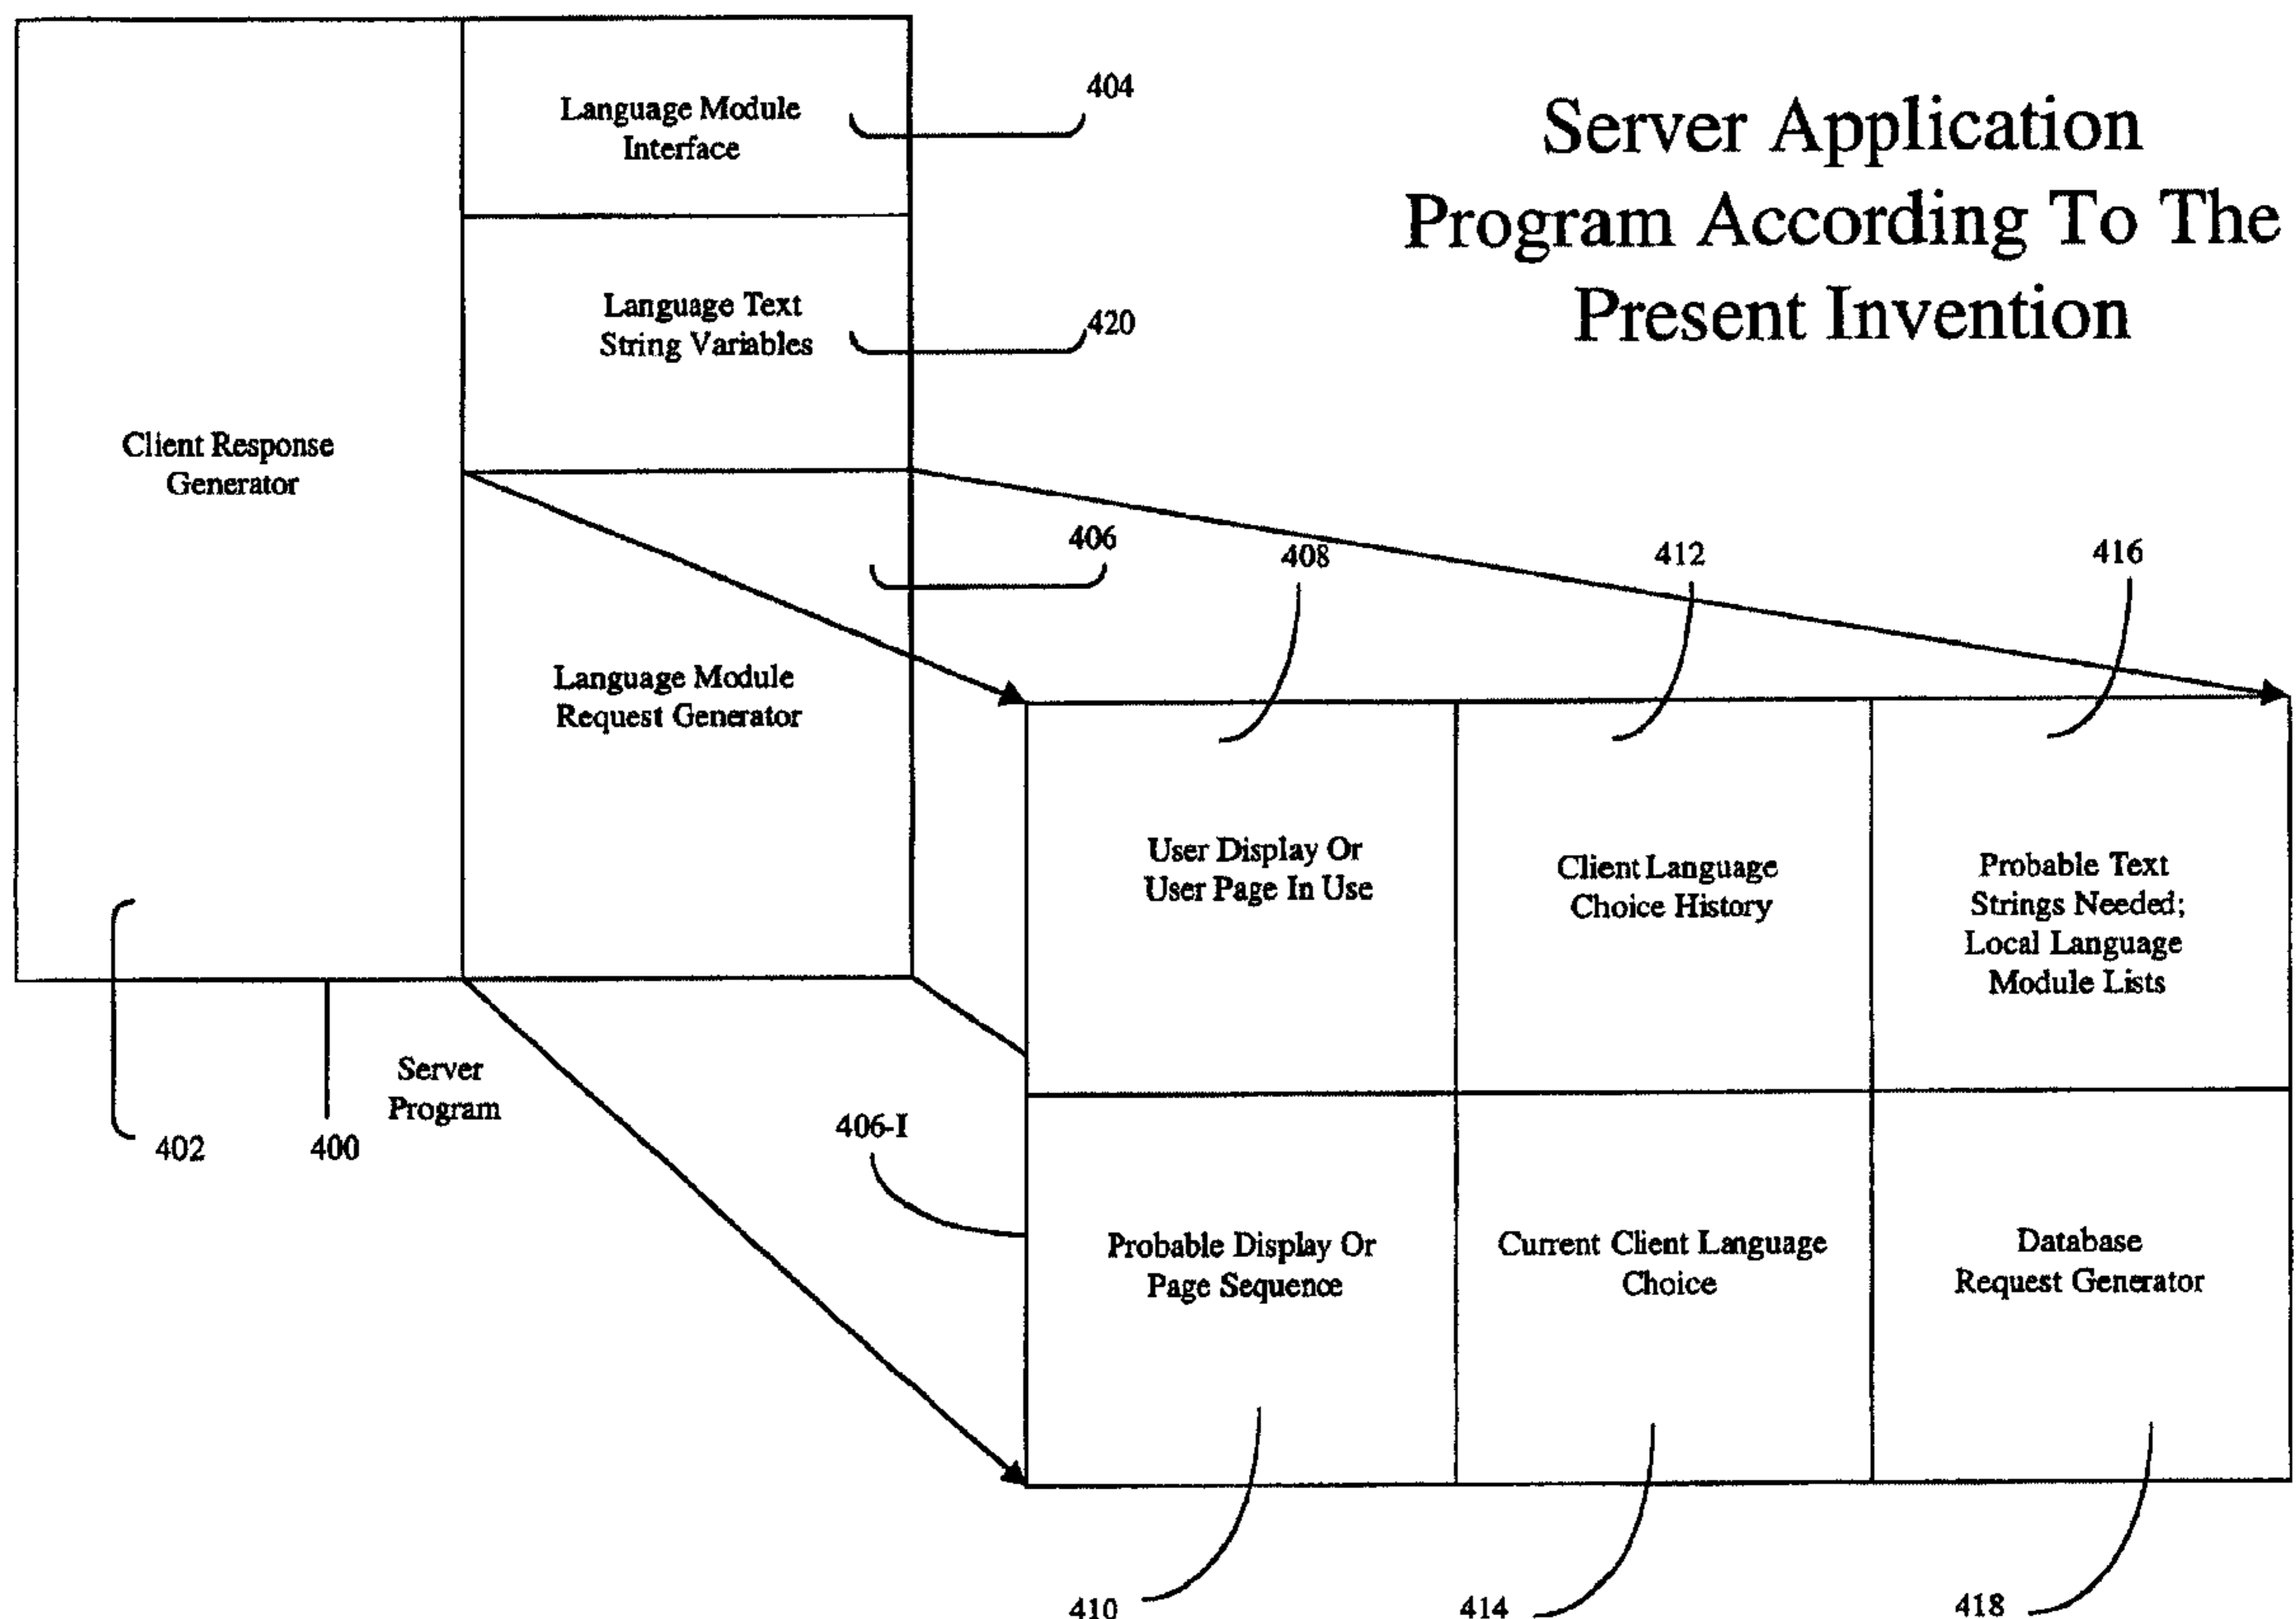 Server Application
Program According To The
Present Invention
Language Module
Interface
404
Language Text
String Variables
420
Client Response
Generator
406
408
412
416
Language Module
Request Generator
User Display Or
User Page In Use
Client Language
Choice History
Probable Text
Strings Needed;
Local Language
Module Lists
Server
Program
402
400
406-I
Probable Display Or
Page Sequence
Current Client Language
Choice
Database
Request Generator
410
414
418